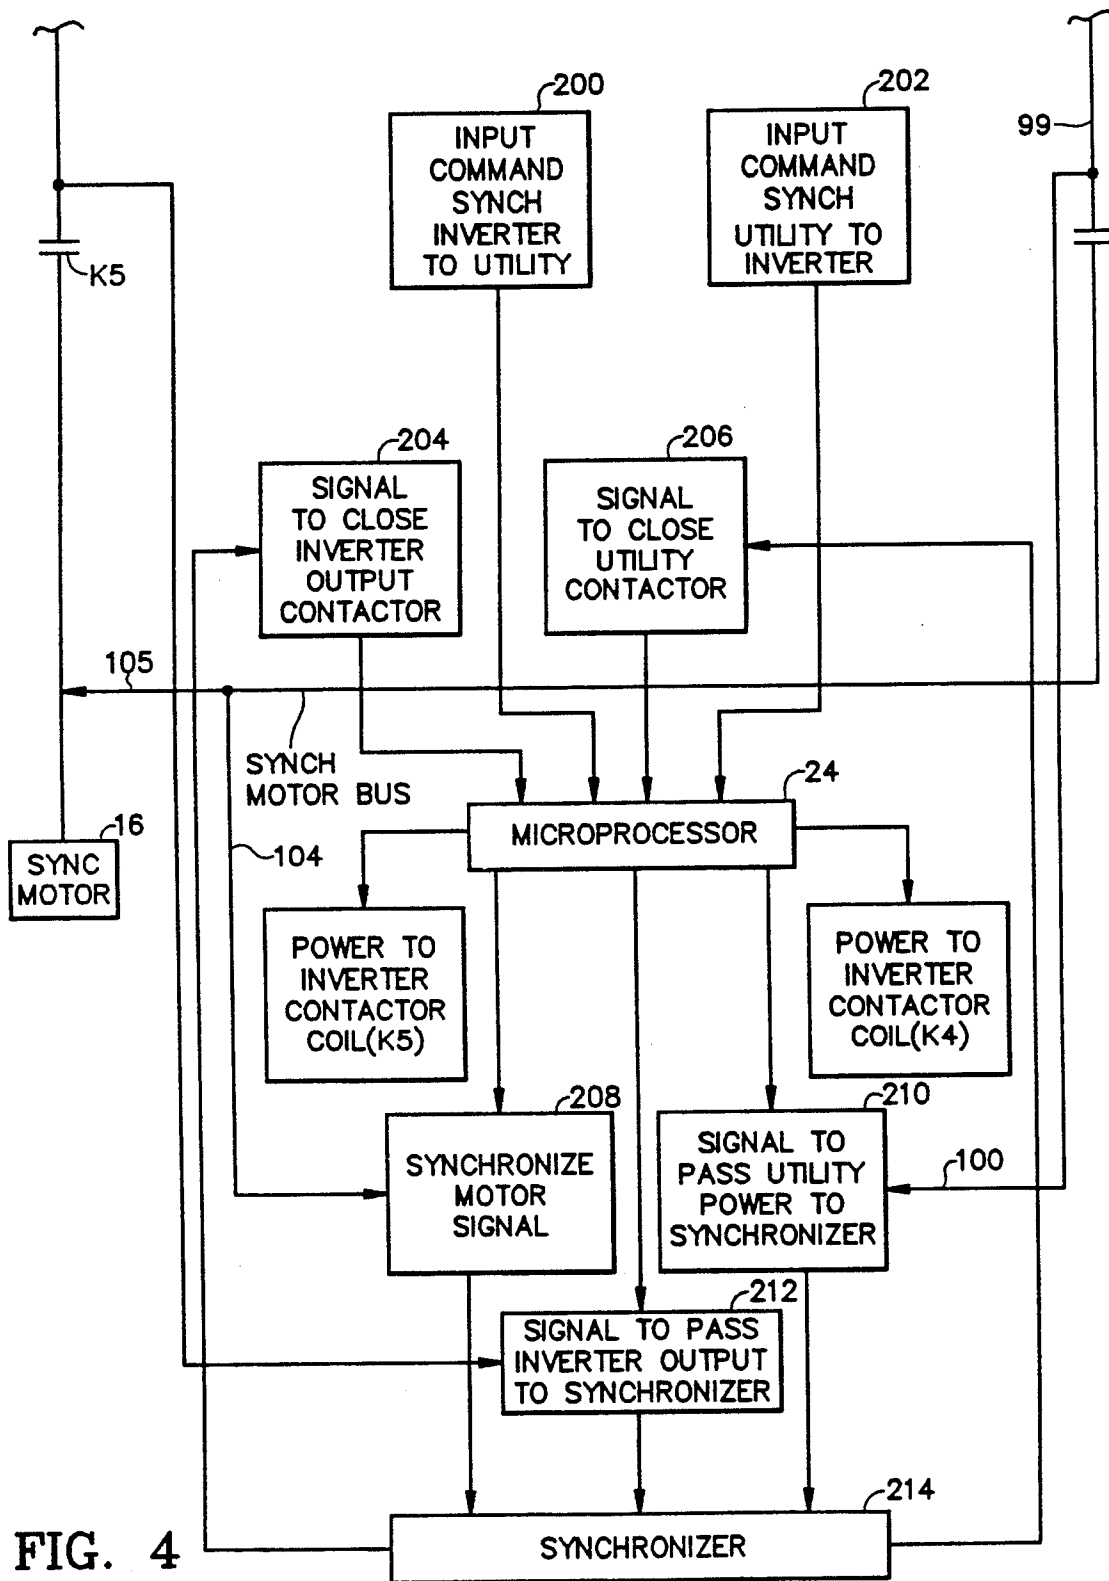 200
202
99
INPUT
COMMAND
SYNCH
INVERTER
TO UTILITY
INPUT
COMMAND
SYNCH
UTILITY TO
INVERTER
K5
204
206
SIGNAL
TO CLOSE
INVERTER
OUTPUT
CONTACTOR
SIGNAL
TO CLOSE
UTILITY
CONTACTOR
105
SYNCH
MOTOR BUS
24
MICROPROCESSOR
16
SYNC
MOTOR
104
POWER TO
INVERTER
CONTACTOR
COIL(K5)
POWER TO
INVERTER
CONTACTOR
COIL(K4)
208
210
SYNCHRONIZE
MOTOR
SIGNAL
SIGNAL TO
PASS UTILITY
POWER TO
SYNCHRONIZER
100
212
SIGNAL TO PASS
INVERTER OUTPUT
TO SYNCHRONIZER
214
SYNCHRONIZER
FIG. 4